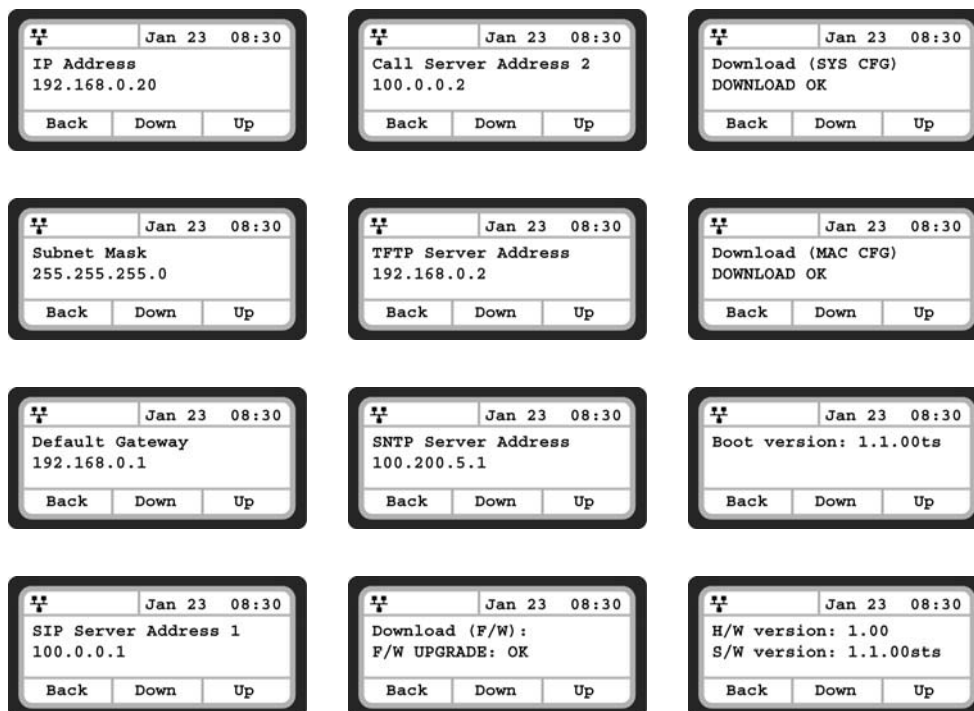 Jan 23 08:30
IP Address
192.168.0.20
Back Down Up
Jan 23 08:30
Subnet Mask
255.255.255.0
Back Down Up
Jan 23 08:30
Default Gateway
192.168.0.1
Back Down Up
Jan 23 08:30
SIP Server Address 1
100.0.0.1
Back Down Up
Jan 23 08:30
Call Server Address 2
100.0.0.2
Back Down Up
Jan 23 08:30
TFTP Server Address
192.168.0.2
Back Down Up
Jan 23 08:30
SNTP Server Address
100.200.5.1
Back Down Up
Jan 23 08:30
Download (F/W):
F/W UPGRADE: OK
Back Down Up
Jan 23 08:30
Download (SYS CFG)
DOWNLOAD OK
Back Down Up
Jan 23 08:30
Download (MAC CFG)
DOWNLOAD OK
Back Down Up
Jan 23 08:30
Boot version: 1.1.00ts
Back Down Up
Jan 23 08:30
H/W version: 1.00
S/W version: 1.1.00sts
Back Down Up